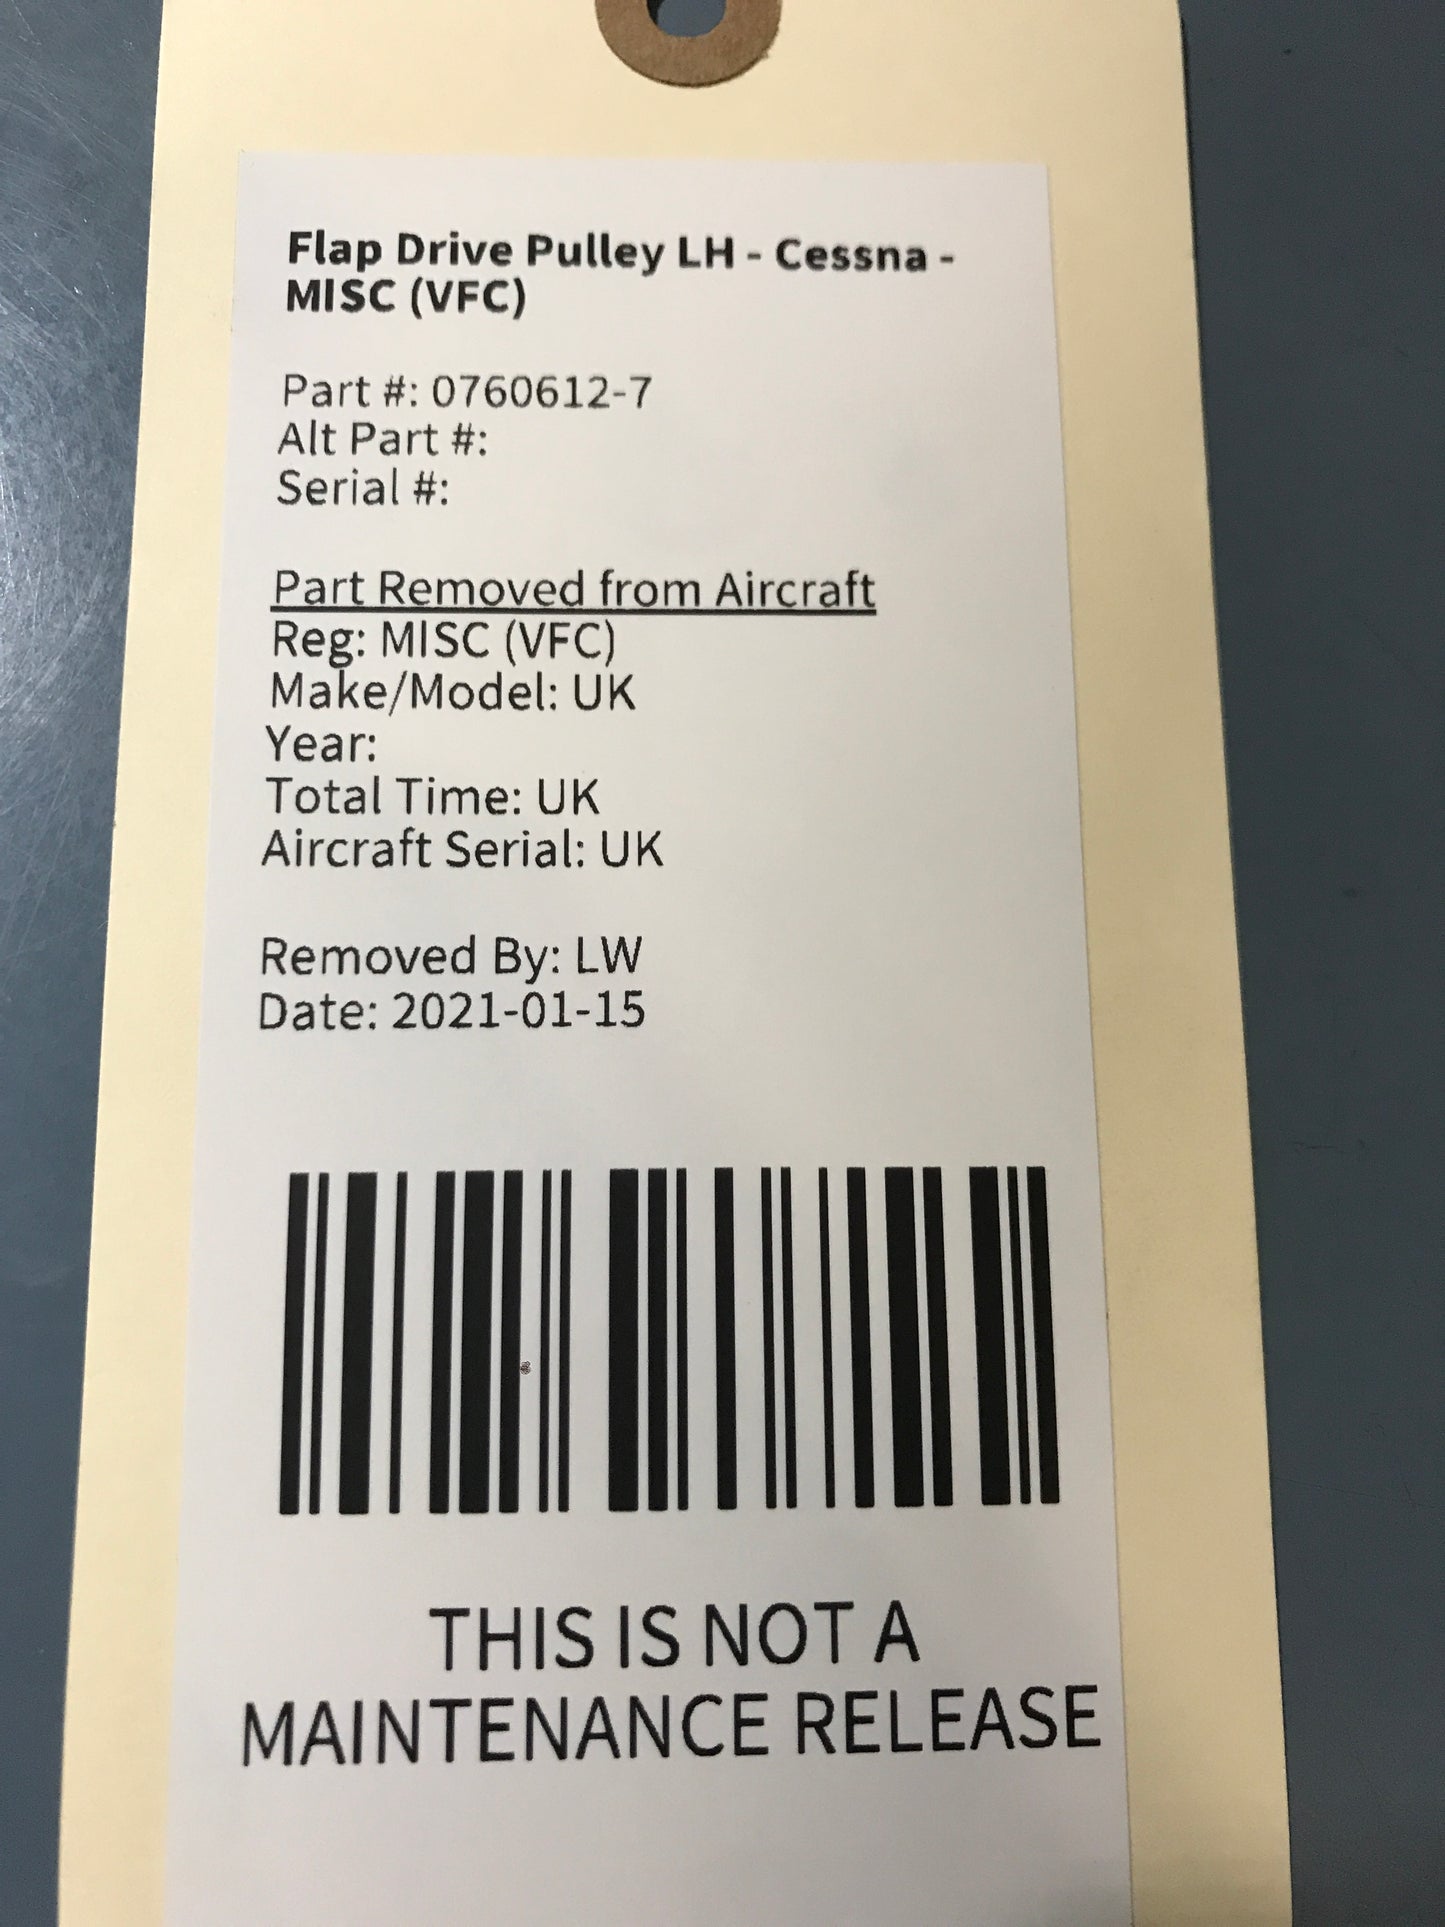 Flap Drive Pulley LH - Cessna -
MISC (VFC)
Part #: 0760612-7
Alt Part #:
Serial #:
Part Removed from Aircraft
Reg: MISC (VFC)
Make/Model: UK
Year:
Total Time: UK
Aircraft Serial: UK
Removed By: LW
Date: 2021-01-15
THIS IS NOT A
MAINTENANCE RELEASE